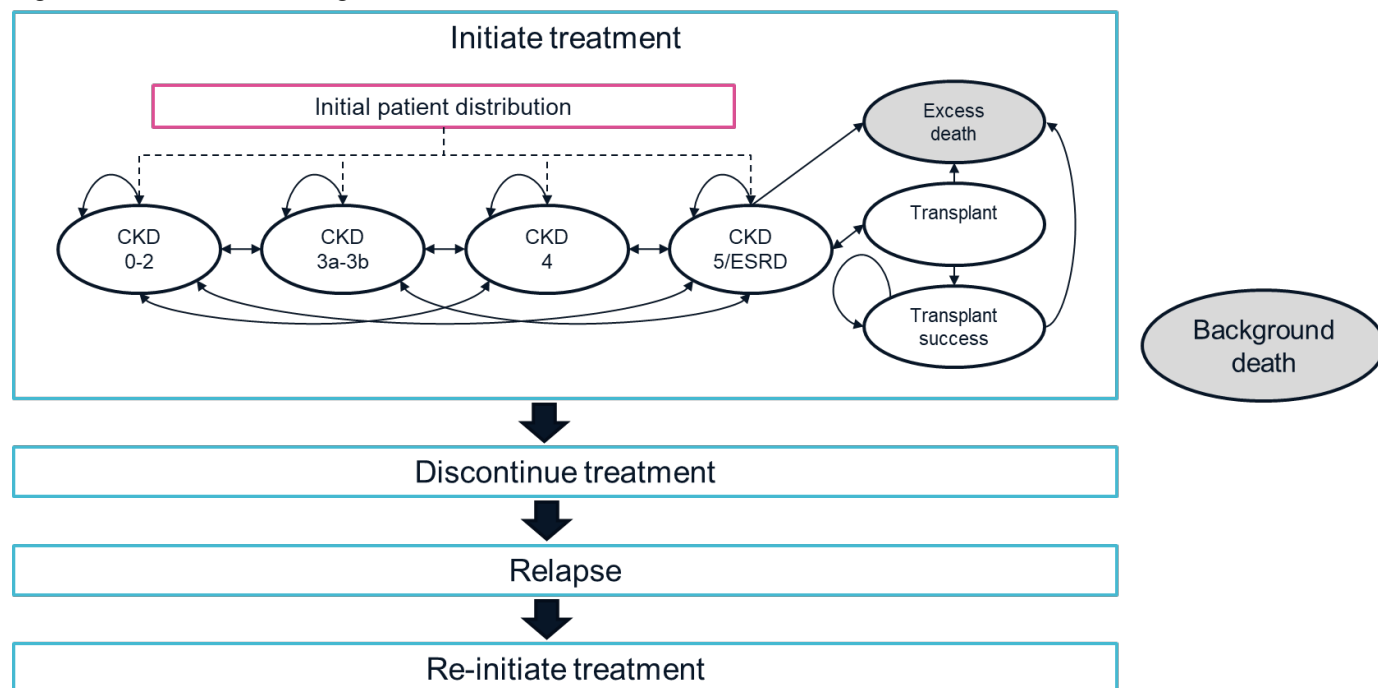 Initiate treatment
Initial patient distribution
Excess
death
CKD
0-2
CKD
3a-3b
CKD
4
CKD
5/ESRD
Transplant
Transplant
success
Background
death
Discontinue treatment
Relapse
Re-initiate treatment